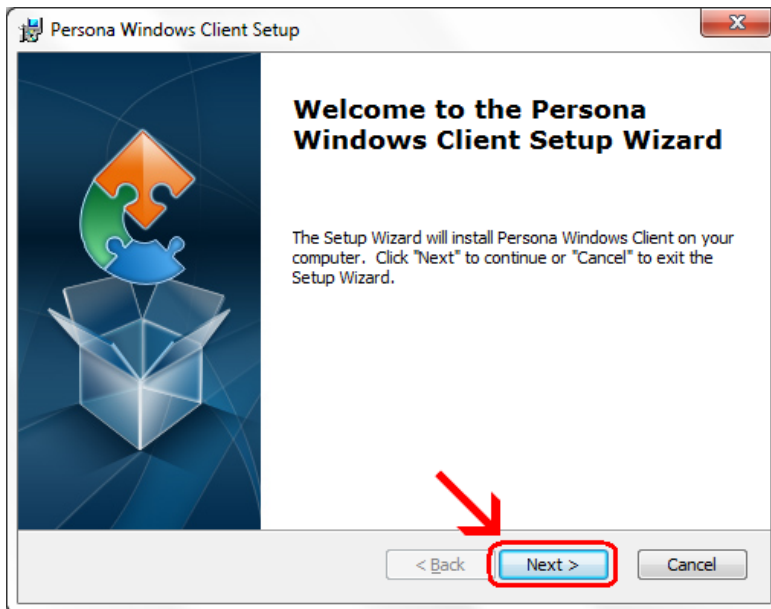 Persona Windows Client Setup
Welcome to the Persona
Windows Client Setup Wizard
The Setup Wizard will install Persona Windows Client on your
computer. Click "Next" to continue or "Cancel" to exit the
Setup Wizard.
< Back Next > Cancel